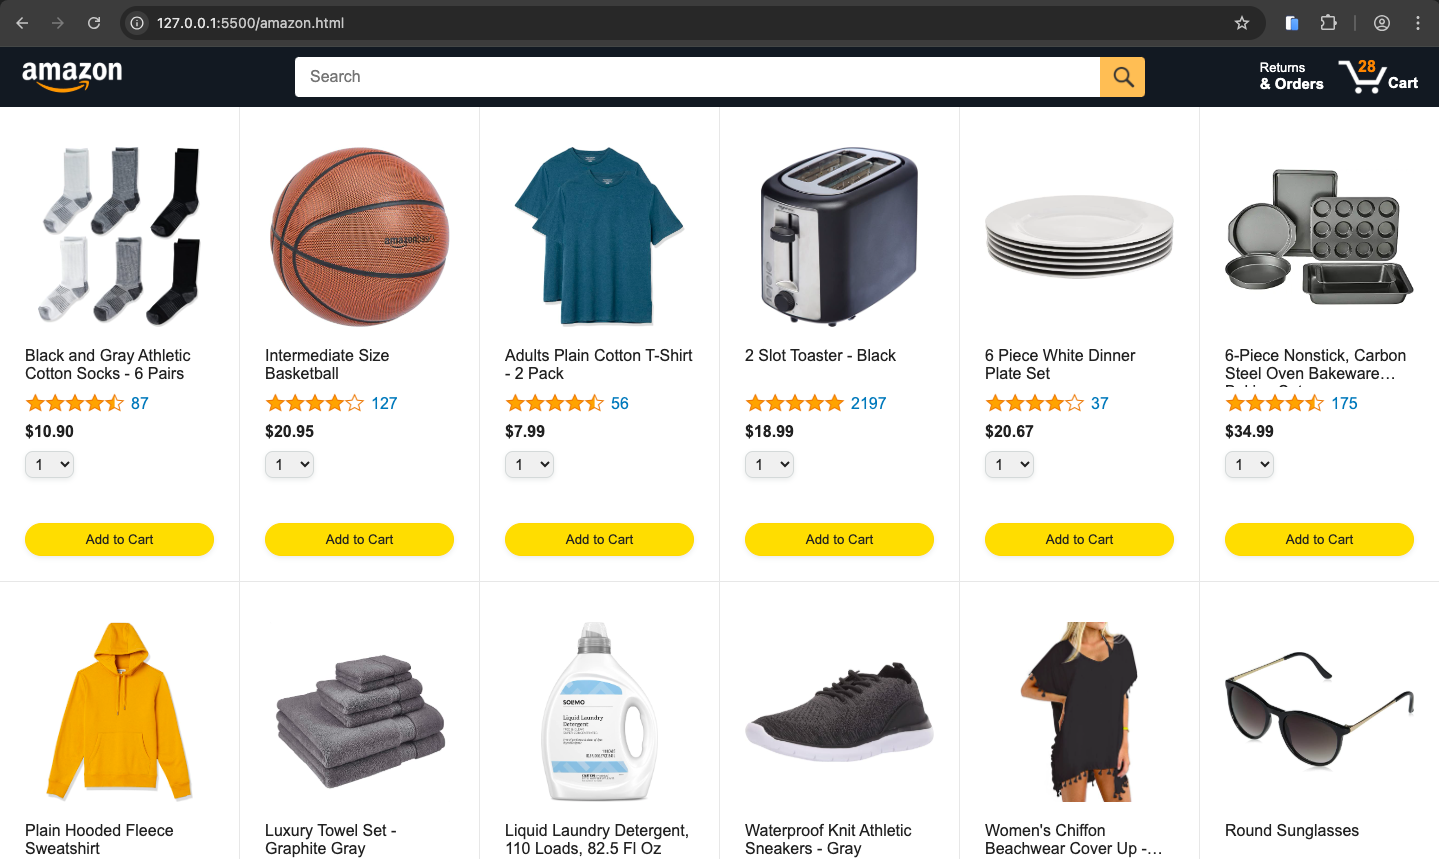 127.0.0.1:5500/amazon.html
amazon
Search
Returns
& Orders
28
Cart
Black and Gray Athletic
Cotton Socks - 6 Pairs
87
$10.90
1
Add to Cart
Intermediate Size
Basketball
127
$20.95
1
Add to Cart
Adults Plain Cotton T-Shirt
- 2 Pack
56
$7.99
1
Add to Cart
2 Slot Toaster - Black
2197
$18.99
1
Add to Cart
6 Piece White Dinner
Plate Set
37
$20.67
1
Add to Cart
6-Piece Nonstick, Carbon
Steel Oven Bakeware…
175
$34.99
1
Add to Cart
Plain Hooded Fleece
Sweatshirt
Luxury Towel Set -
Graphite Gray
SOLIMO
Liquid Laundry
Detergent
Liquid Laundry Detergent,
110 Loads, 82.5 Fl Oz
Waterproof Knit Athletic
Sneakers - Gray
Women's Chiffon
Beachwear Cover Up -…
Round Sunglasses